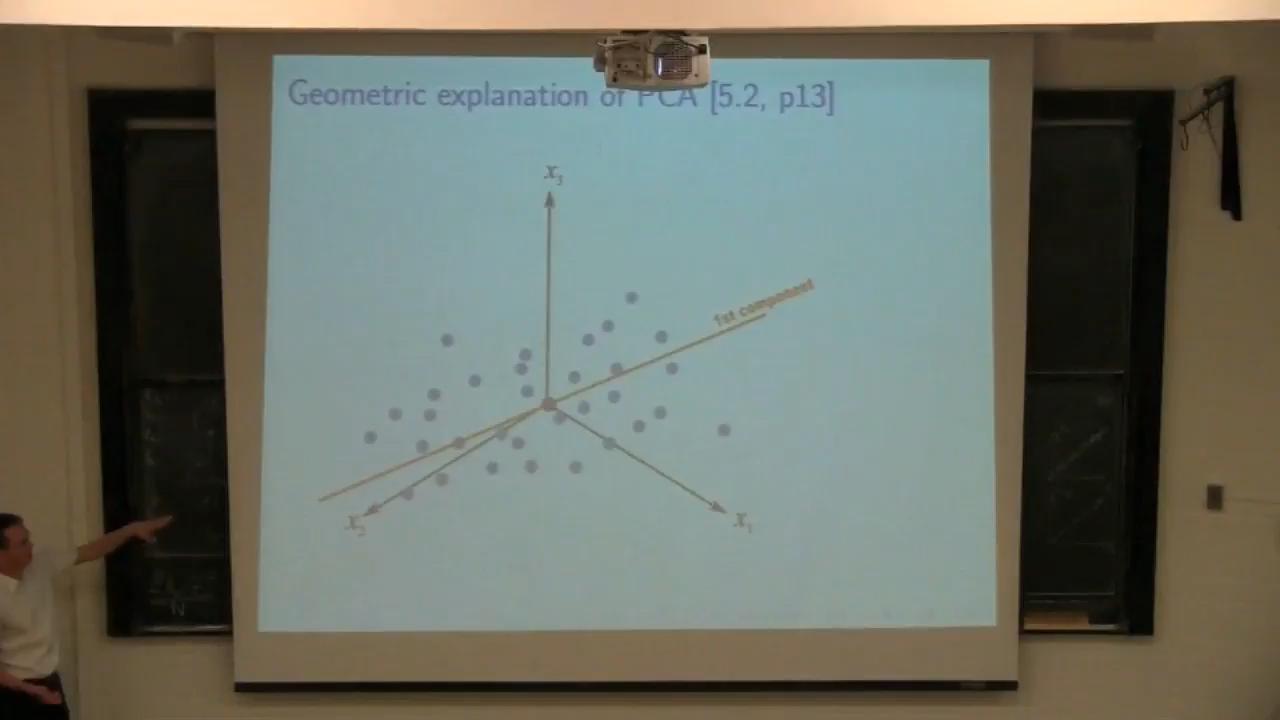 Geometric explanation of PCA [5.2, p13]
x₃
1st component
x₂
x₁
N